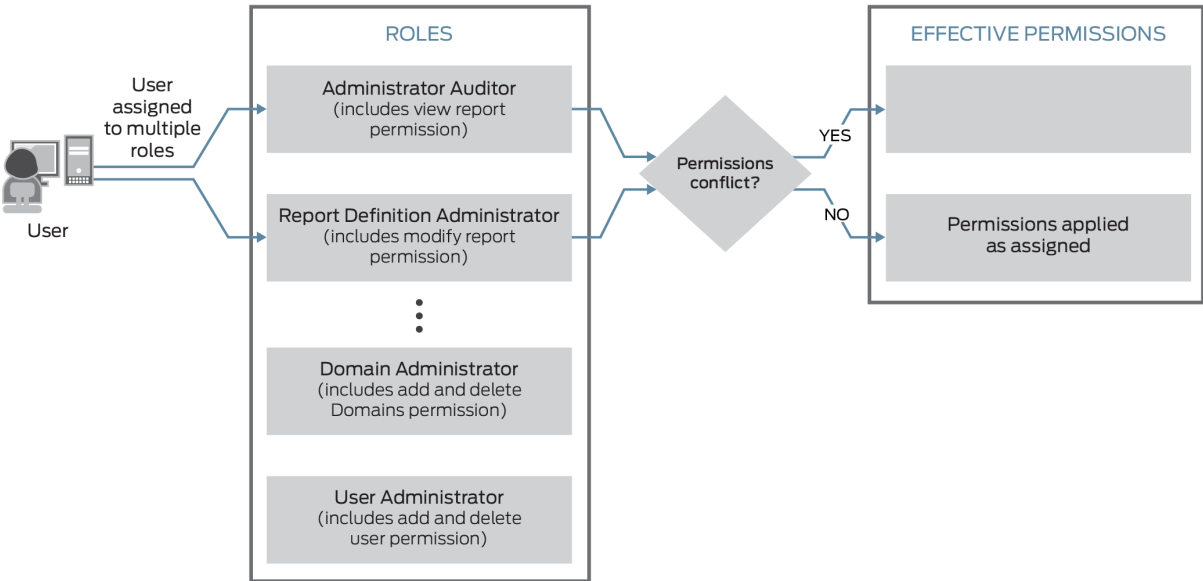 User
assigned
to multiple
roles
User
ROLES
Administrator Auditor
(includes view report
permission)
Report Definition Administrator
(includes modify report
permission)
Domain Administrator
(includes add and delete
Domains permission)
User Administrator
(includes add and delete
user permission)
Permissions
conflict?
YES
NO
EFFECTIVE PERMISSIONS
Permissions applied
as assigned